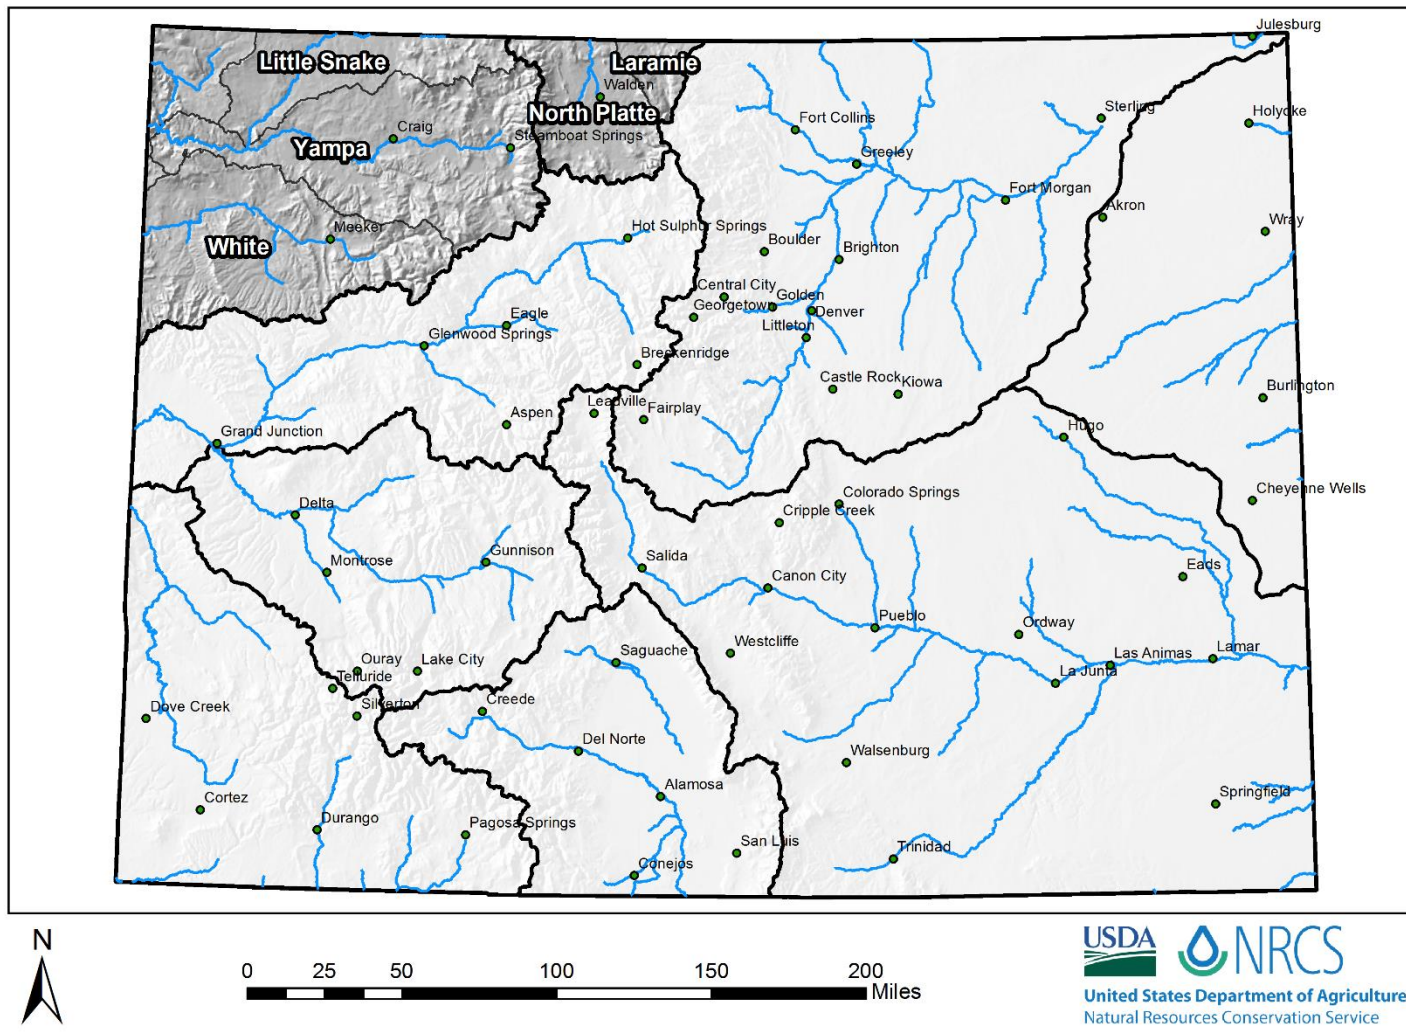 Julesburg
Little Snake
Laramie
Walden
North Platte
Sterling
Holyoke
Fort Collins
Craig
Steamboat Springs
Yampa
Greeley
Fort Morgan
Akron
Wray
Meeker
Hot Sulphur Springs
White
Boulder
Brighton
Central City
Golden
Georgetown
Denver
Eagle
Littleton
Glenwood Springs
Breckenridge
Castle Rock
Kiowa
Burlington
Leadville
Fairplay
Aspen
Hugo
Grand Junction
Cheyenne Wells
Colorado Springs
Delta
Cripple Creek
Gunnison
Montrose
Salida
Eads
Canon City
Pueblo
Ordway
Westcliffe
Saguache
Las Animas
Lamar
Ouray
Lake City
La Junta
Telluride
Silverton
Creede
Dove Creek
Del Norte
Walsenburg
Alamosa
Springfield
Cortez
Durango
Pagosa Springs
San Luis
Trinidad
Conejos
N
0 25 50 100 150 200
Miles
USDA NRCS
United States Department of Agriculture
Natural Resources Conservation Service